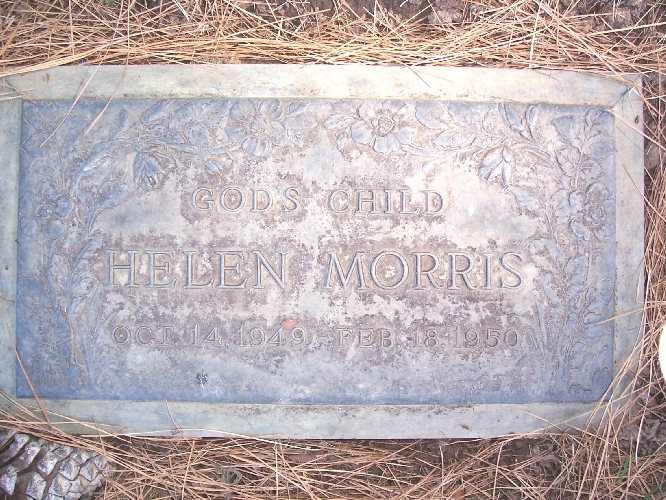 GODS CHILD
HELEN MORRIS
OCT. 14, 1949 - FEB. 18, 1950